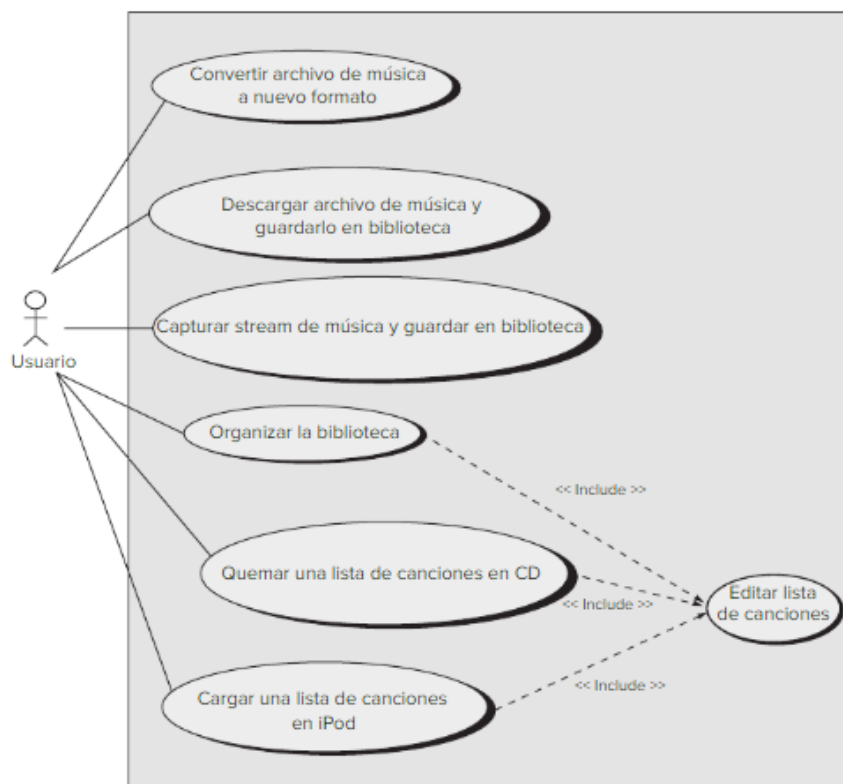 Convertir archivo de música
a nuevo formato
Descargar archivo de música y
guardarlo en biblioteca
Capturar stream de música y guardar en biblioteca
Usuario
Organizar la biblioteca
<< Include >>
Quemar una lista de canciones en CD
<< Include >>
Editar lista
de canciones
<< Include >>
Cargar una lista de canciones
en iPod